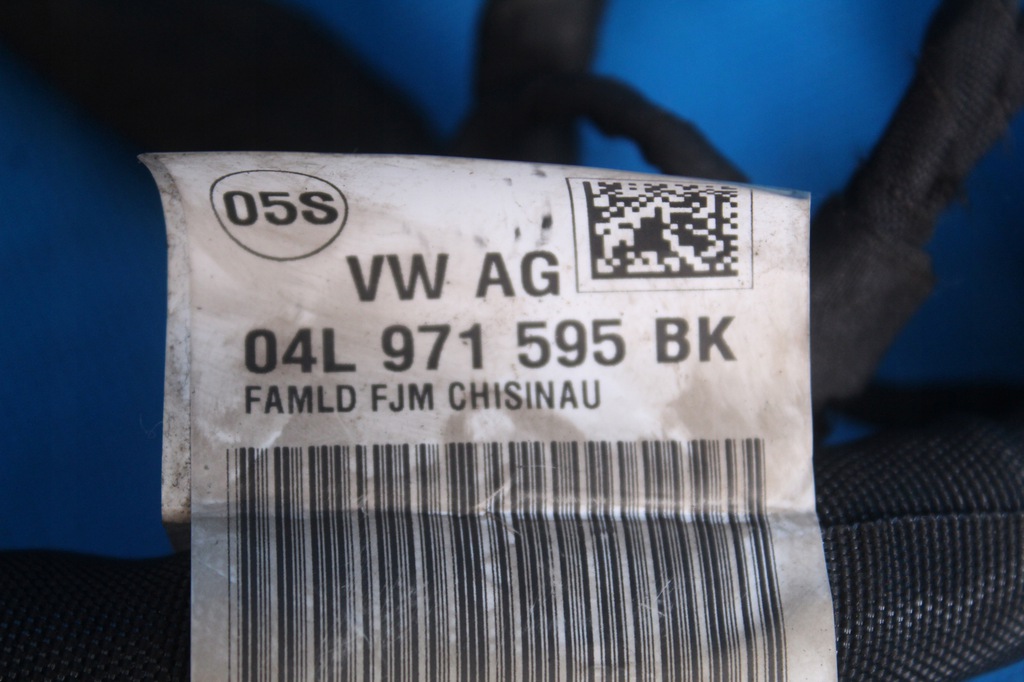 05S
VW AG
04L 971 595 BK
FAMLD FJM CHISINAU